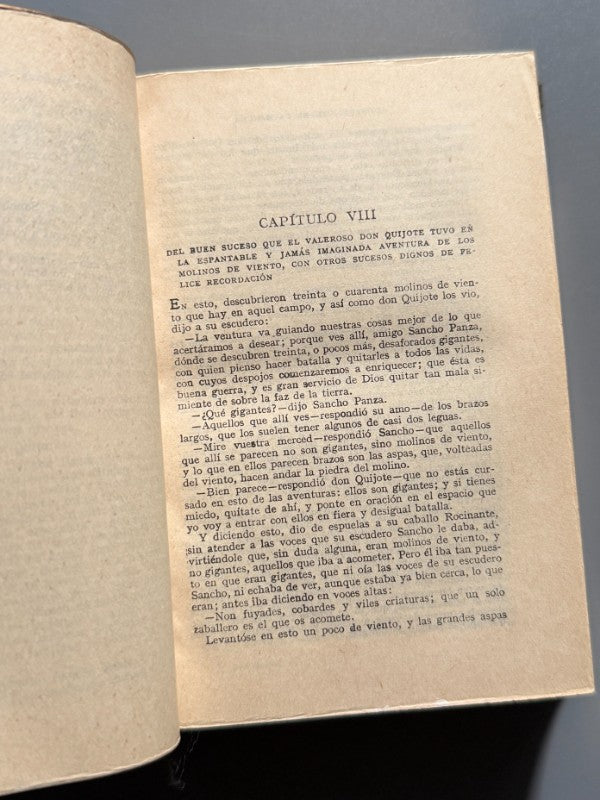 CAPÍTULO VIII
DEL BUEN SUCESO QUE EL VALEROSO DON QUIJOTE TUVO EN
LA ESPANTABLE Y JAMÁS IMAGINADA AVENTURA DE LOS
MOLINOS DE VIENTO, CON OTROS SUCESOS DIGNOS DE FE-
LICE RECORDACIÓN
EN esto, descubrieron treinta o cuarenta molinos de vien-
to que hay en aquel campo, y así como don Quijote los vio,
dijo a su escudero:
—La ventura va guiando nuestras cosas mejor de lo que
acertáramos a desear; porque ves allí, amigo Sancho Panza,
dónde se descubren treinta, o pocos más, desaforados gigantes,
con quien pienso hacer batalla y quitarles a todos las vidas,
con cuyos despojos comenzaremos a enriquecer; que ésta es
buena guerra, y es gran servicio de Dios quitar tan mala si-
miente de sobre la faz de la tierra.
—¿Qué gigantes?—dijo Sancho Panza.
—Aquellos que allí ves—respondió su amo—de los brazos
largos, que los suelen tener algunos de casi dos leguas.
—Mire vuestra merced—respondió Sancho—que aquellos
que allí se parecen no son gigantes, sino molinos de viento,
y lo que en ellos parecen brazos son las aspas, que, volteadas
del viento, hacen andar la piedra del molino.
—Bien parece—respondió don Quijote—que no estás cur-
sado en esto de las aventuras: ellos son gigantes; y si tienes
miedo, quítate de ahí, y ponte en oración en el espacio que
yo voy a entrar con ellos en fiera y desigual batalla.
Y diciendo esto, dio de espuelas a su caballo Rocinante,
sin atender a las voces que su escudero Sancho le daba, ad-
virtiéndole que, sin duda alguna, eran molinos de viento, y
no gigantes, aquellos que iba a acometer. Pero él iba tan pues-
to en que eran gigantes, que ni oía las voces de su escudero
Sancho, ni echaba de ver, aunque estaba ya bien cerca, lo que
eran; antes iba diciendo en voces altas:
—Non fuyades, cobardes y viles criaturas; que un solo
caballero es el que os acomete.
Levantóse en esto un poco de viento, y las grandes aspas